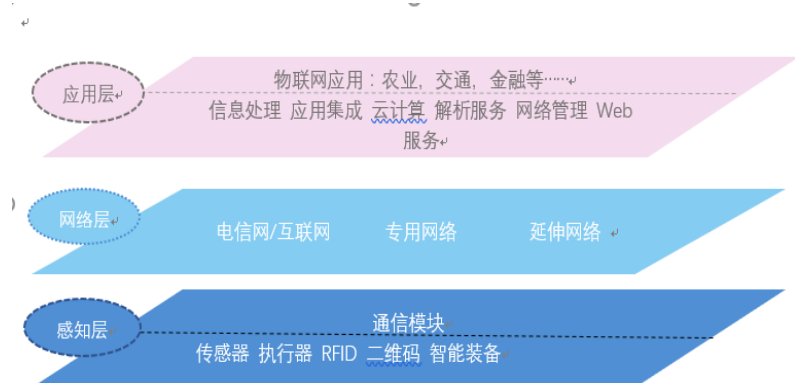 应用层
物联网应用：农业，交通，金融等……
信息处理 应用集成 云计算 解析服务 网络管理 Web
服务
网络层
电信网/互联网 专用网络 延伸网络
感知层
通信模块
传感器 执行器 RFID 二维码 智能装备